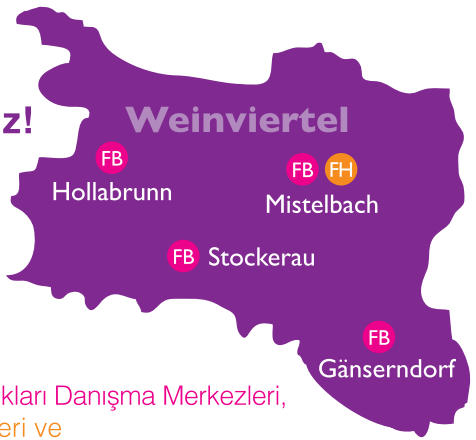 z!
Weinviertel
FB
FB FH
Hollabrunn
Mistelbach
FB Stockerau
FB
Gänserndorf
kları Danışma Merkezleri,
eri ve